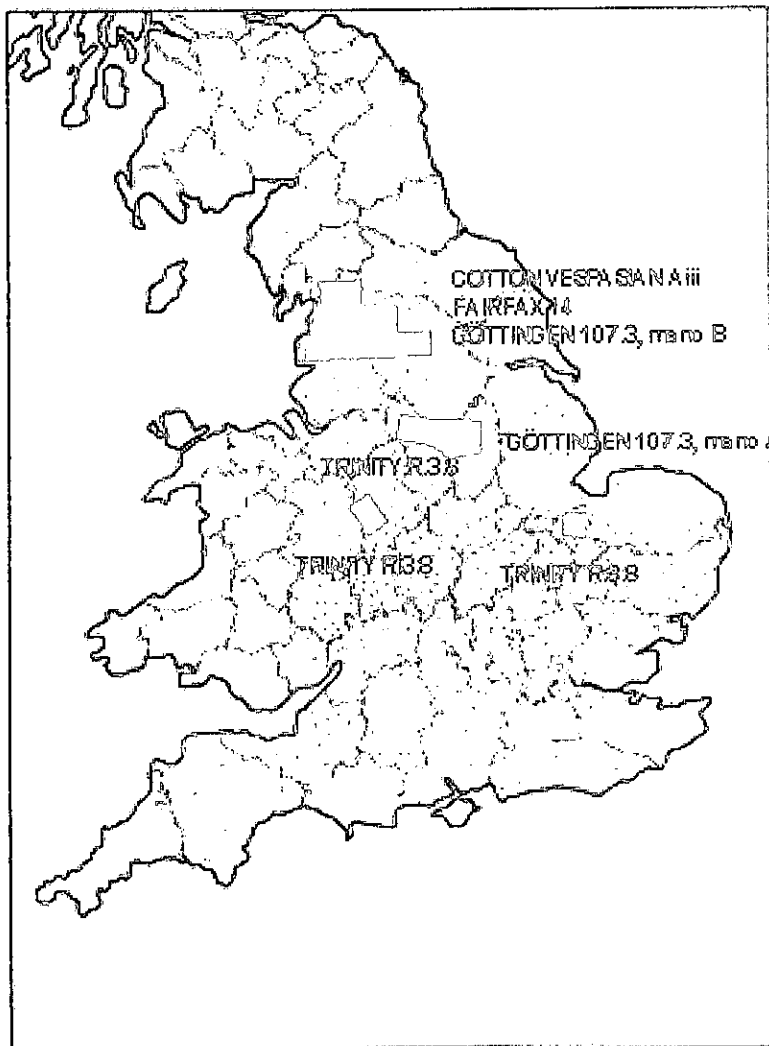 COTTON VESPASIAN A iii
FAIRFAX 14
GÖTTINGEN 107.3, mano B
GÖTTINGEN 107.3, mano
TRINITY R.3.8
TRINITY R.3.8
TRINITY R.3.8